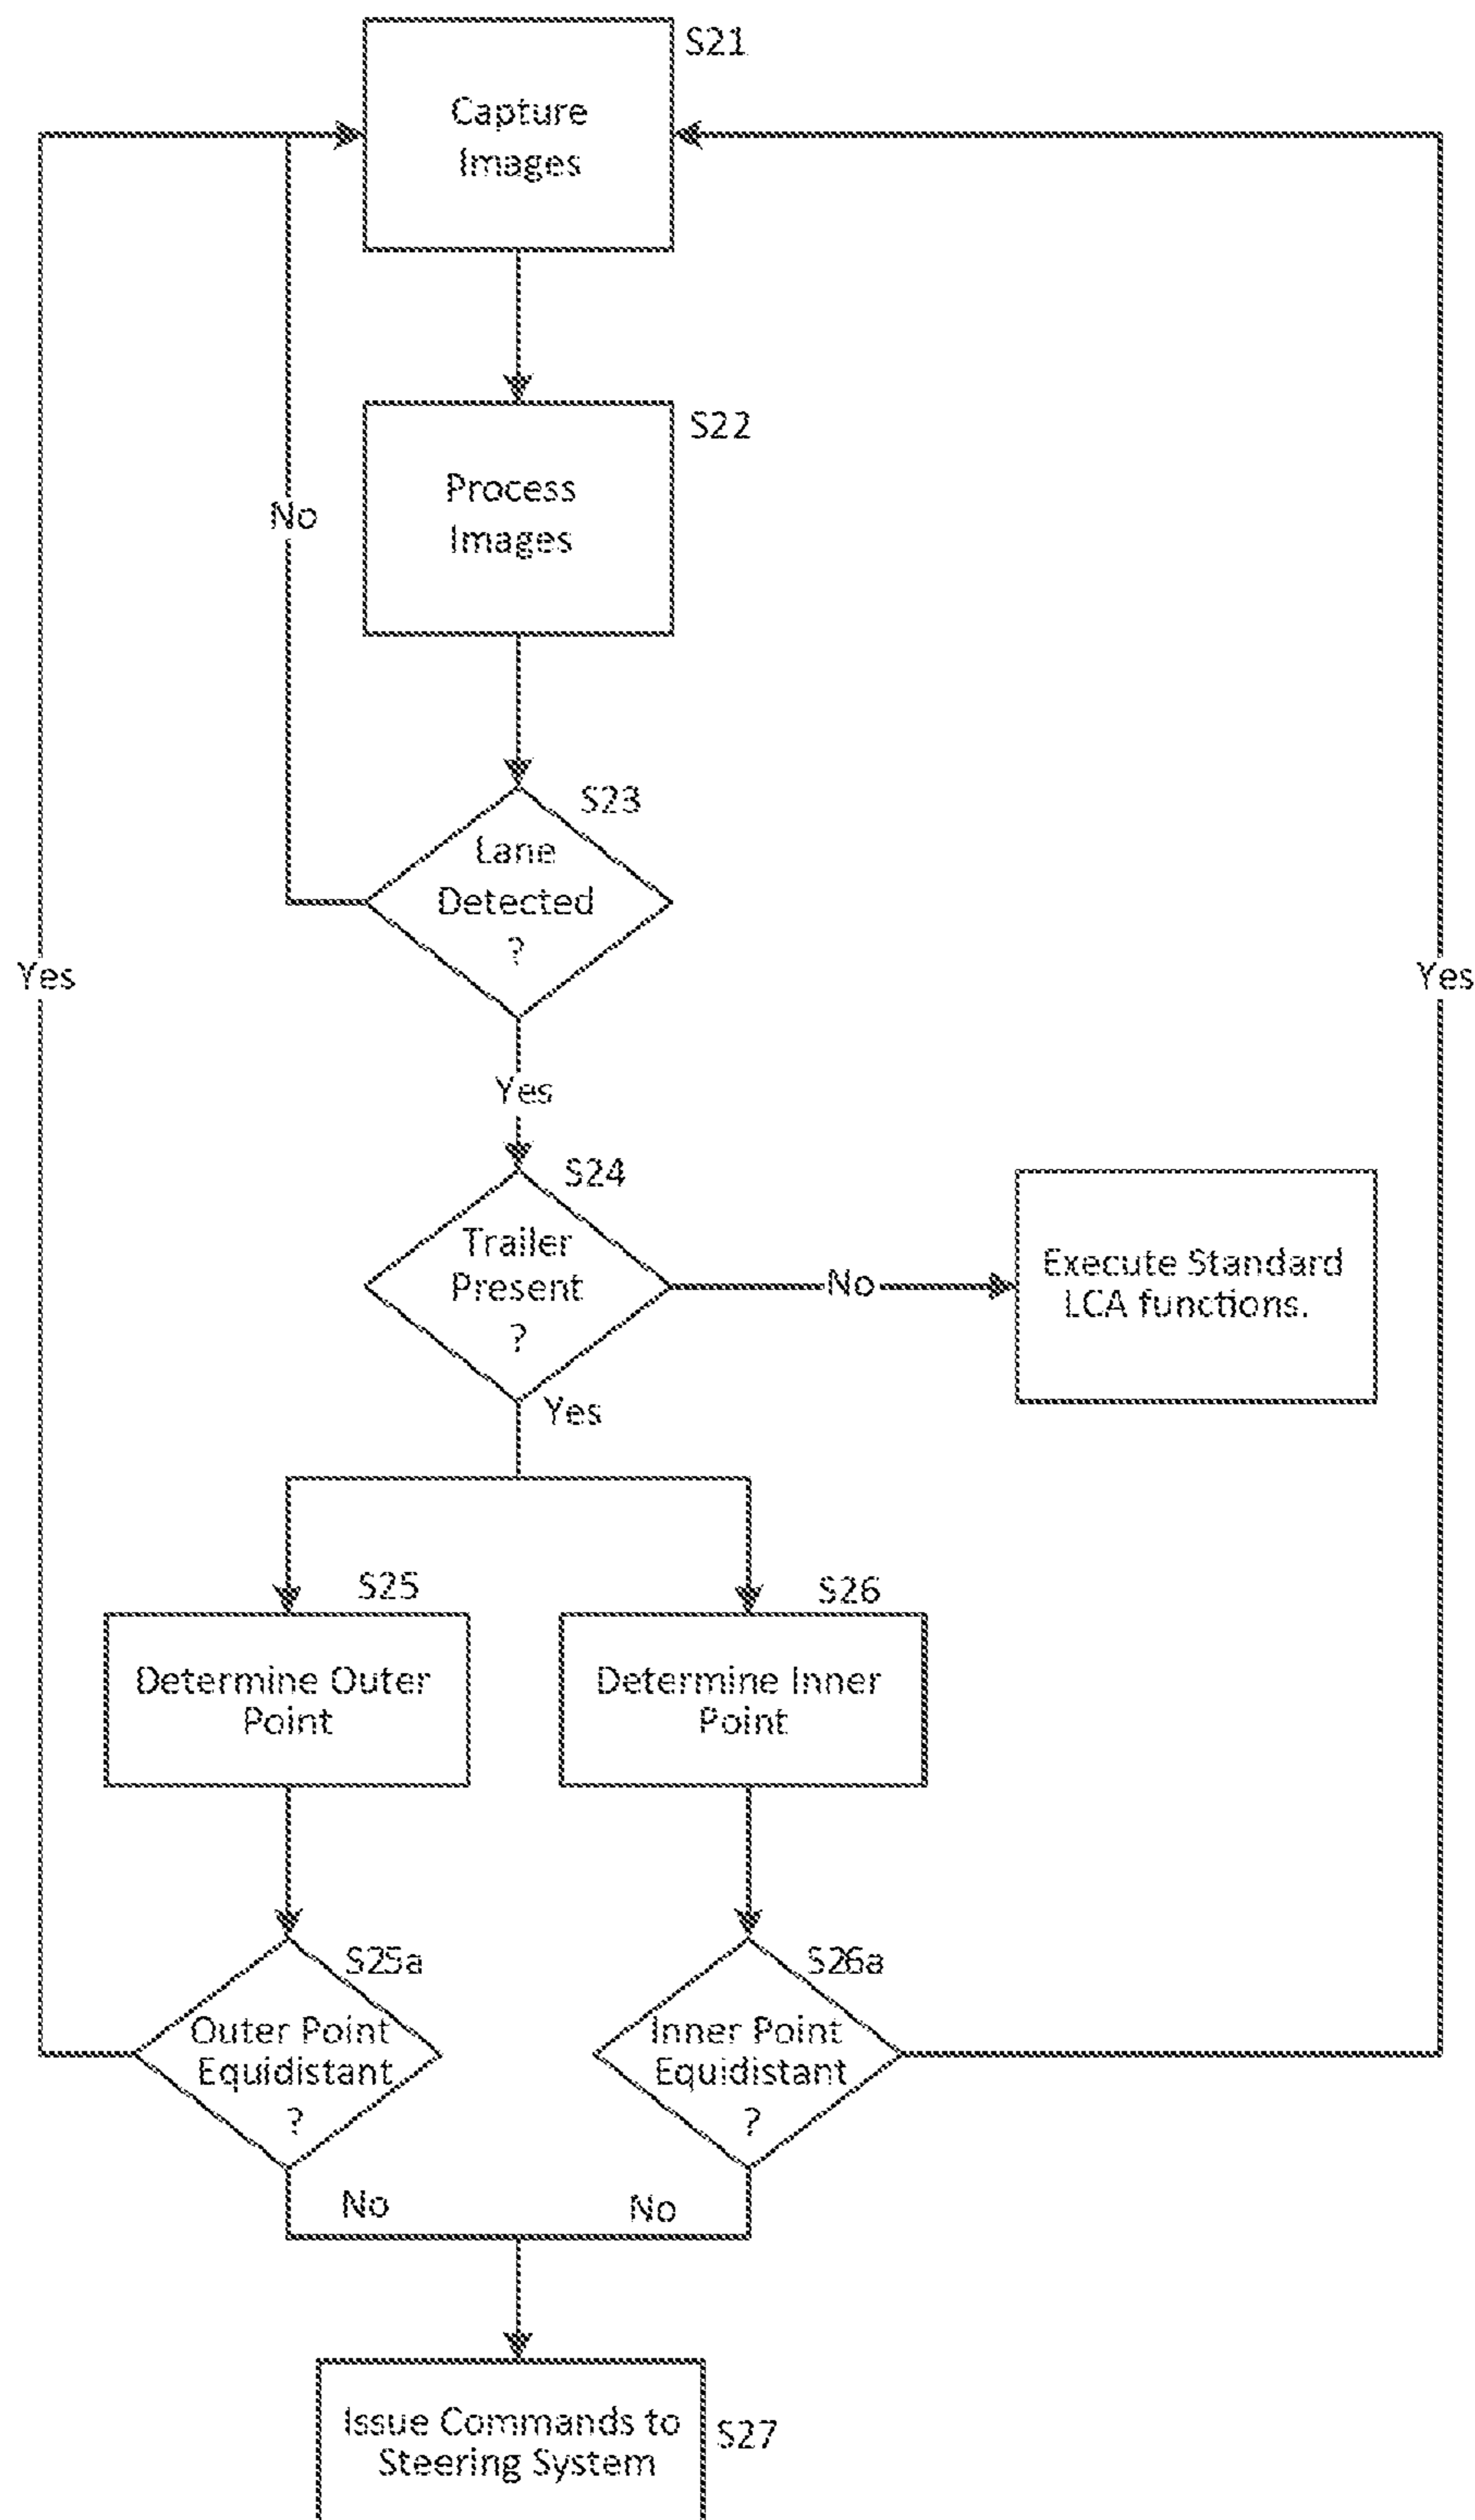 S21
Capture
Images
S22
Process
Images
No
S23
Lane
Detected
?
Yes
Yes
Yes
S24
Trailer
Present
?
No
Execute Standard
LCA functions.
Yes
S25
S26
Determine Outer
Point
Determine Inner
Point
S25a
S26a
Outer Point
Equidistant
?
Inner Point
Equidistant
?
No
No
Issue Commands to
Steering System
S27